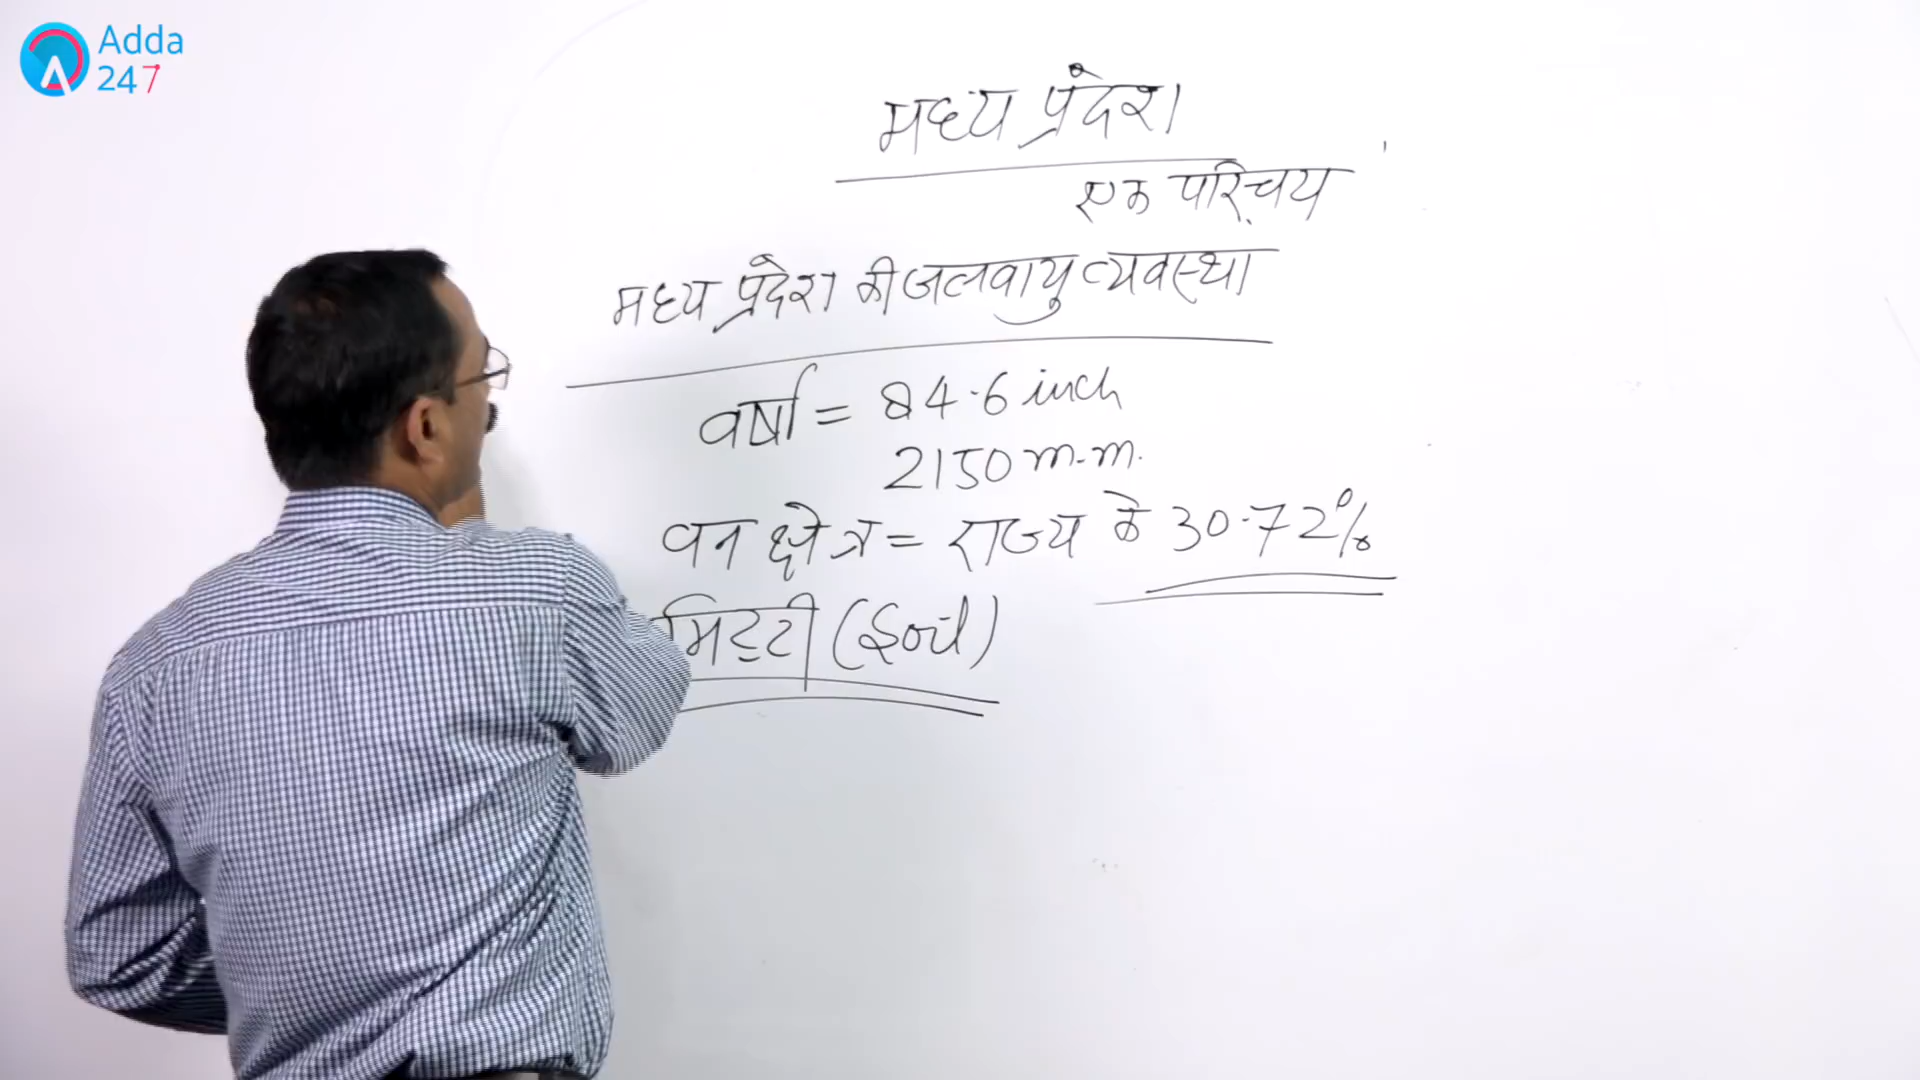 Adda
247
मध्य प्रदेश
एक परिचय
मध्य प्रदेश की जलवायु व्यवस्था
वर्षा = 84.6 inch
2150 m.m.
वन क्षेत्र = राज्य के 30.72%
मिट्टी (Soil)